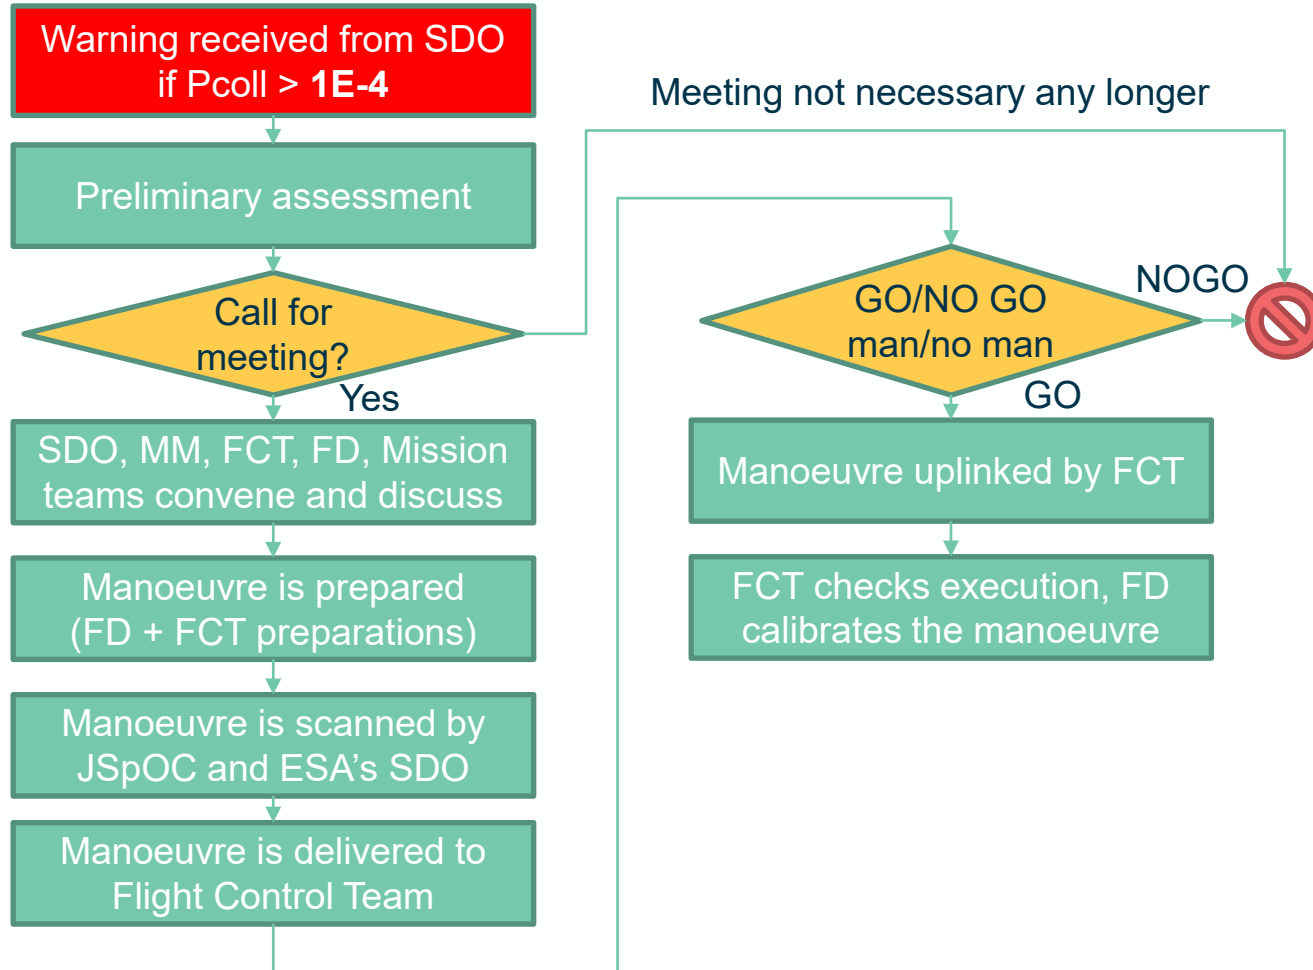 Warning received from SDO
if Pcoll > 1E-4
Preliminary assessment
Call for
meeting?
Yes
SDO, MM, FCT, FD, Mission
teams convene and discuss
Manoeuvre is prepared
(FD + FCT preparations)
Manoeuvre is scanned by
JSpOC and ESA’s SDO
Manoeuvre is delivered to
Flight Control Team
Meeting not necessary any longer
GO/NO GO
man/no man
NOGO
GO
Manoeuvre uplinked by FCT
FCT checks execution, FD
calibrates the manoeuvre